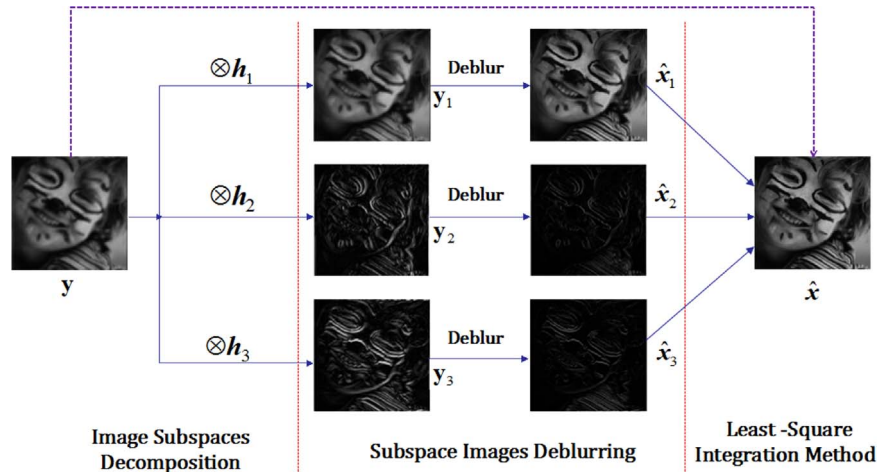 ⊗h₁
Deblur
y₁
x̂₁
⊗h₂
Deblur
y₂
x̂₂
y
x̂
⊗h₃
Deblur
y₃
x̂₃
Image Subspaces
Decomposition
Subspace Images Deblurring
Least -Square
Integration Method